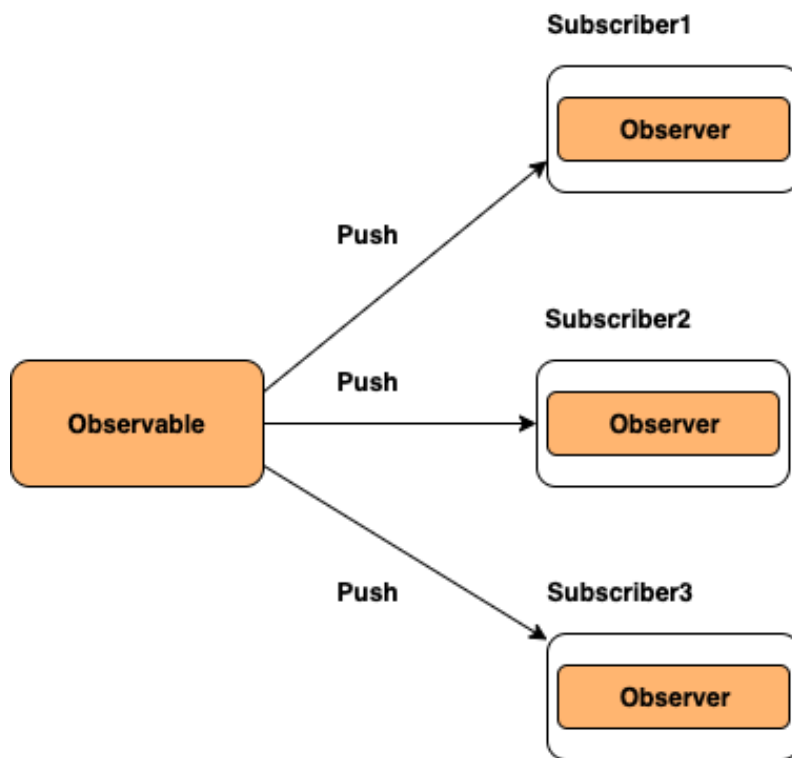 Subscriber1
Observer
Push
Subscriber2
Push
Observable
Observer
Push
Subscriber3
Observer